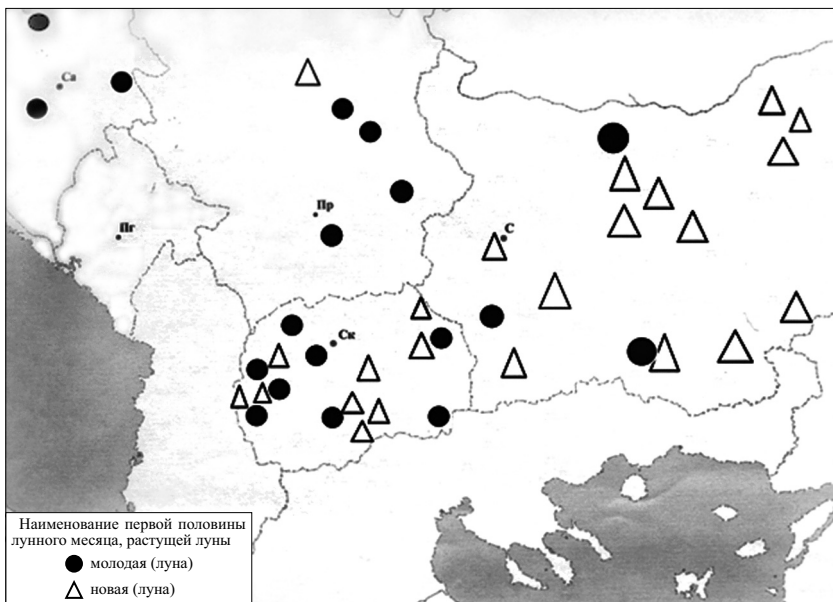 Са
Пр
Пг
С
Ск
Наименование первой половины
лунного месяца, растущей луны
молодая (луна)
новая (луна)